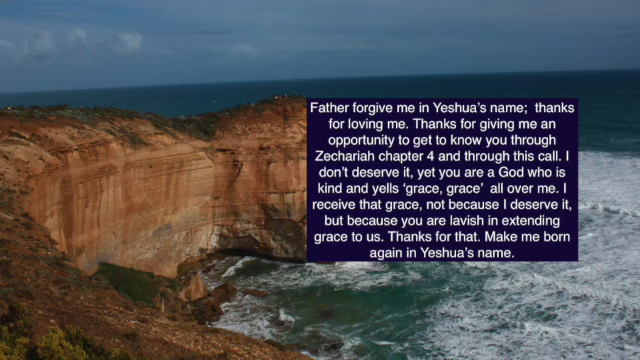 Father forgive me in Yeshua's name;  thanks
for loving me. Thanks for giving me an
opportunity to get to know you through
Zechariah chapter 4 and through this call. I
don't deserve it, yet you are a God who is
kind and yells 'grace, grace'  all over me. I
receive that grace, not because I deserve it,
but because you are lavish in extending
grace to us. Thanks for that. Make me born
again in Yeshua's name.